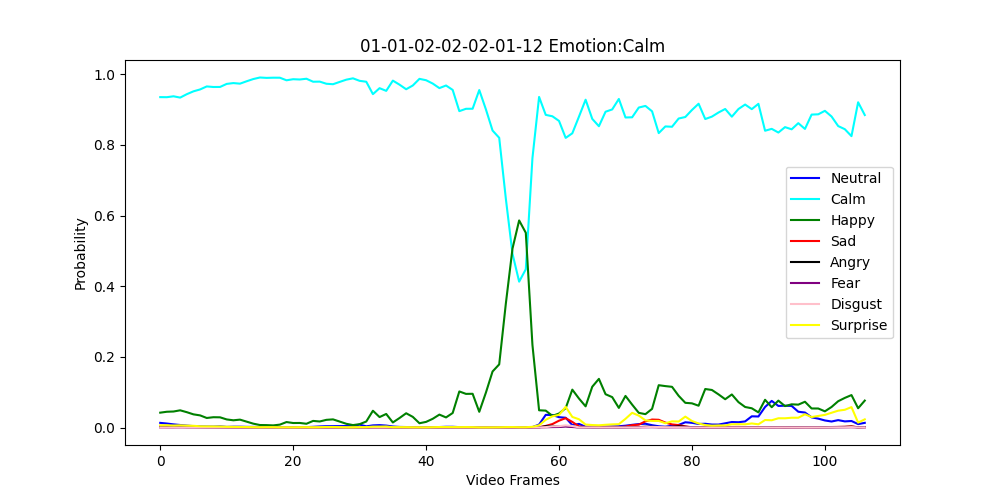 01-01-02-02-02-01-12 Emotion:Calm
Probability
1.0
0.8
0.6
0.4
0.2
0.0
0
20
40
60
80
100
Video Frames
Neutral
Calm
Happy
Sad
Angry
Fear
Disgust
Surprise